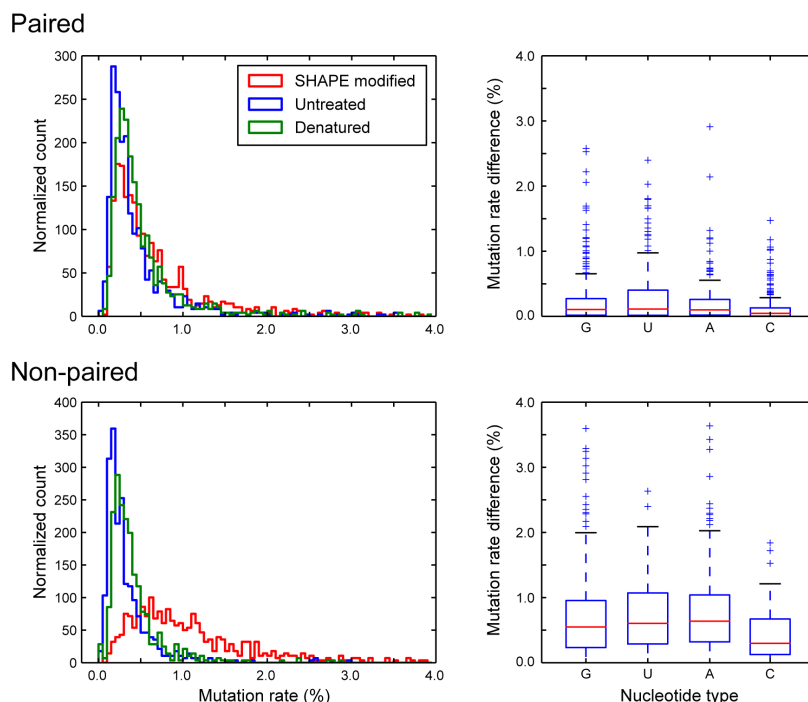 Paired
300
250
200
150
100
50
0
Normalized count
0.0 1.0 2.0 3.0 4.0
SHAPE modified
Untreated
Denatured
4.0
3.0
2.0
1.0
0.0
Mutation rate difference (%)
G U A C
Non-paired
400
350
300
250
200
150
100
50
0
Normalized count
0.0 1.0 2.0 3.0 4.0
Mutation rate (%)
4.0
3.0
2.0
1.0
0.0
Mutation rate difference (%)
G U A C
Nucleotide type